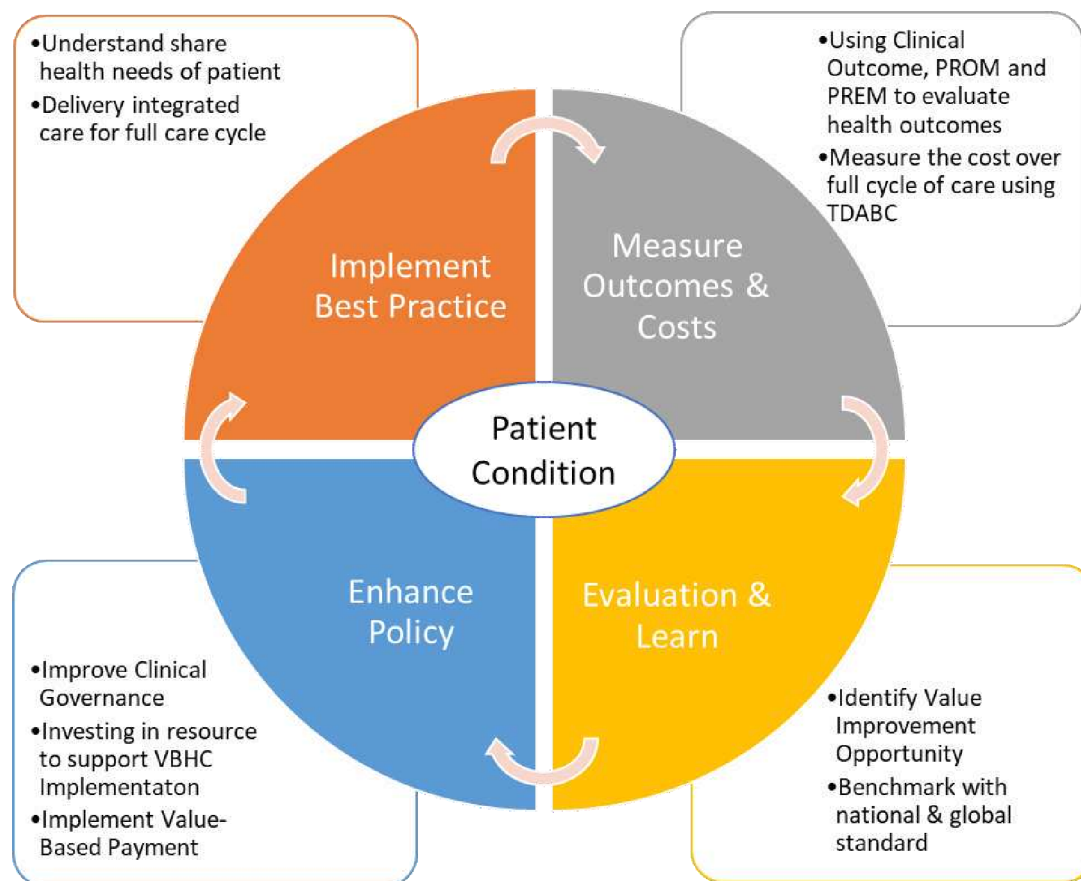 •Understand share
health needs of patient
•Delivery integrated
care for full care cycle
•Using Clinical
Outcome, PROM and
PREM to evaluate
health outcomes
•Measure the cost over
full cycle of care using
TDABC
Implement
Best Practice
Measure
Outcomes &
Costs
Patient
Condition
Enhance
Policy
Evaluation &
Learn
•Improve Clinical
Governance
•Investing in resource
to support VBHC
Implementaton
•Implement Value-
Based Payment
•Identify Value
Improvement
Opportunity
•Benchmark with
national & global
standard